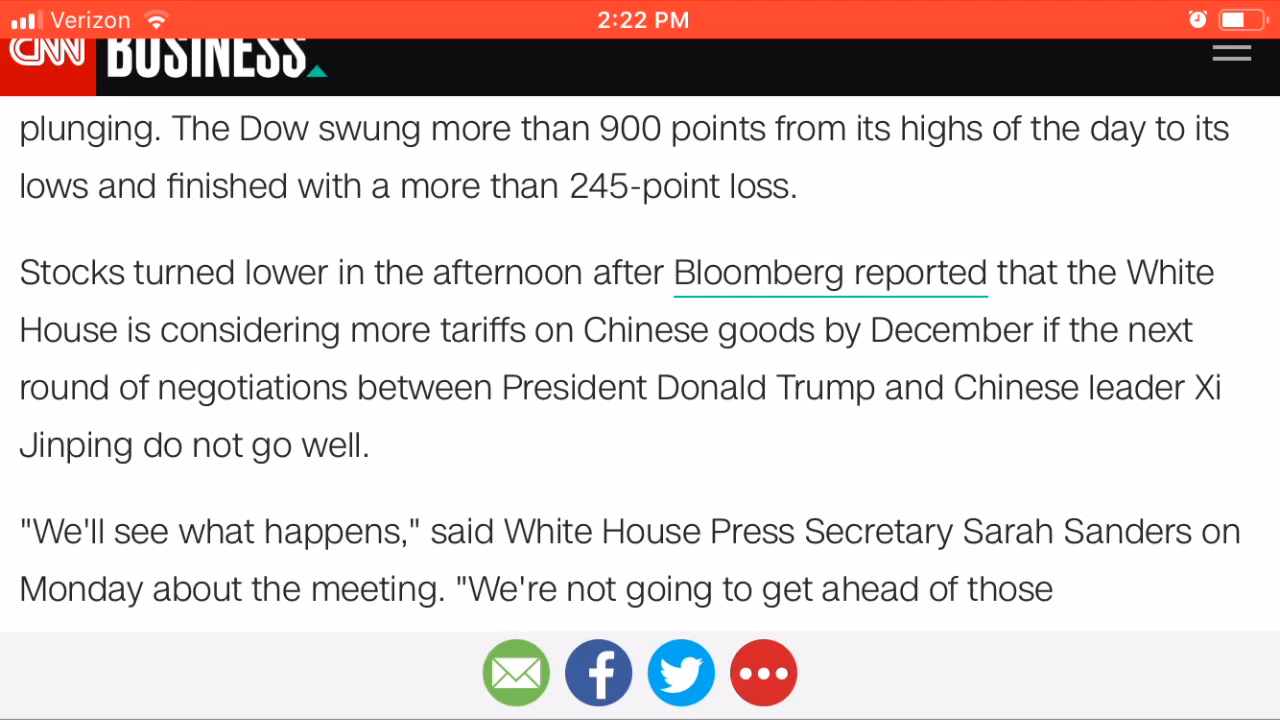 Verizon 2:22 PM
CNN BUSINESS
plunging. The Dow swung more than 900 points from its highs of the day to its
lows and finished with a more than 245-point loss.
Stocks turned lower in the afternoon after Bloomberg reported that the White
House is considering more tariffs on Chinese goods by December if the next
round of negotiations between President Donald Trump and Chinese leader Xi
Jinping do not go well.
"We'll see what happens," said White House Press Secretary Sarah Sanders on
Monday about the meeting. "We're not going to get ahead of those